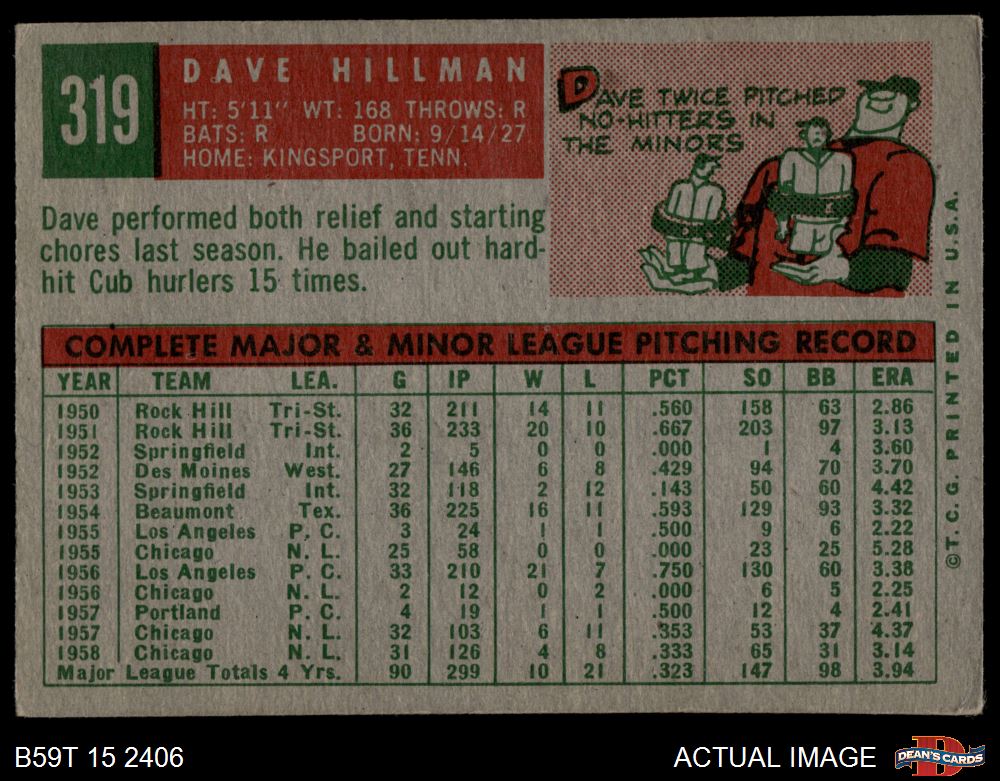 319
DAVE HILLMAN
HT: 5'11" WT: 168 THROWS: R
BATS: R BORN: 9/14/27
HOME: KINGSPORT, TENN.
DAVE TWICE PITCHED
NO-HITTERS IN
THE MINORS
Dave performed both relief and starting
chores last season. He bailed out hard-
hit Cub hurlers 15 times.
COMPLETE MAJOR & MINOR LEAGUE PITCHING RECORD
YEAR TEAM LEA. G IP W L PCT SO BB ERA
1950 Rock Hill Tri-St. 32 211 14 11 .560 158 63 2.86
1951 Rock Hill Tri-St. 36 233 20 10 .667 203 97 3.13
1952 Springfield Int. 2 5 0 0 .000 1 4 3.60
1952 Des Moines West. 27 146 6 8 .429 94 70 3.70
1953 Springfield Int. 32 118 2 12 .143 50 60 4.42
1954 Beaumont Tex. 36 225 16 11 .593 129 93 3.32
1955 Los Angeles P. C. 3 24 1 1 .500 9 6 2.22
1955 Chicago N. L. 25 58 0 0 .000 23 25 5.28
1956 Los Angeles P. C. 33 210 21 7 .750 130 60 3.38
1956 Chicago N. L. 2 12 0 2 .000 6 5 2.25
1957 Portland P. C. 4 19 1 1 .500 12 4 2.41
1957 Chicago N. L. 32 103 6 11 .353 53 37 4.37
1958 Chicago N. L. 31 126 4 8 .333 65 31 3.14
Major League Totals 4 Yrs. 90 299 10 21 .323 147 98 3.94
©T.C.G. PRINTED IN U.S.A.
B59T 15 2406
ACTUAL IMAGE
D
DEAN'S CARDS